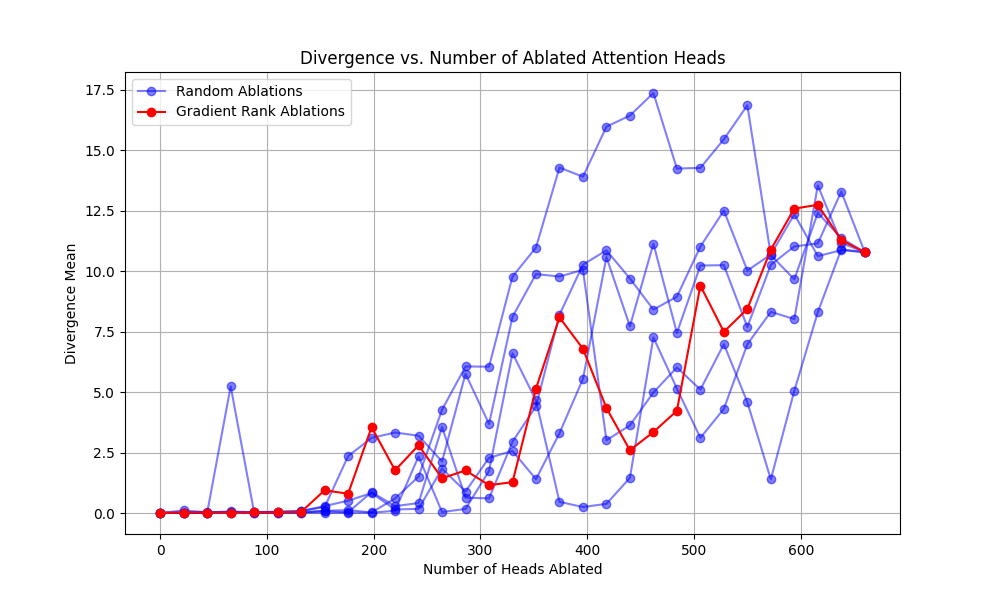 Divergence vs. Number of Ablated Attention Heads
Random Ablations
Gradient Rank Ablations
Divergence Mean
17.5
15.0
12.5
10.0
7.5
5.0
2.5
0.0
0 100 200 300 400 500 600
Number of Heads Ablated